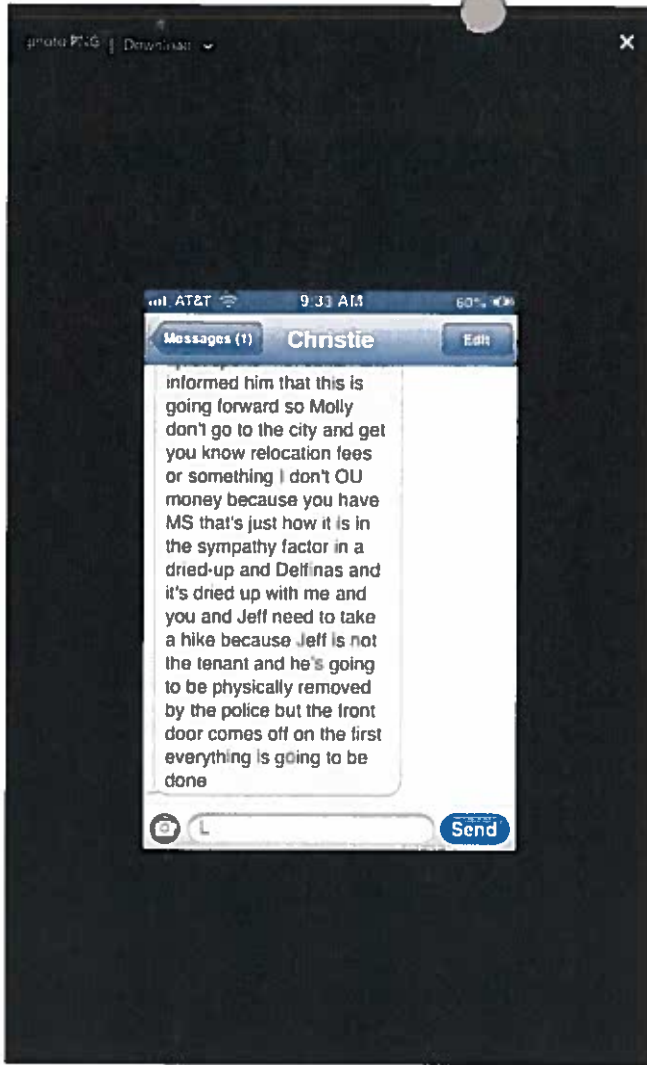 photo PNG | Download
×
AT&T 9:33 AM 60%
Messages (1) Christie Edit
informed him that this is
going forward so Molly
don't go to the city and get
you know relocation fees
or something I don't OU
money because you have
MS that's just how it is in
the sympathy factor in a
dried-up and Delfinas and
it's dried up with me and
you and Jeff need to take
a hike because Jeff is not
the tenant and he's going
to be physically removed
by the police but the front
door comes off on the first
everything is going to be
done
L
Send